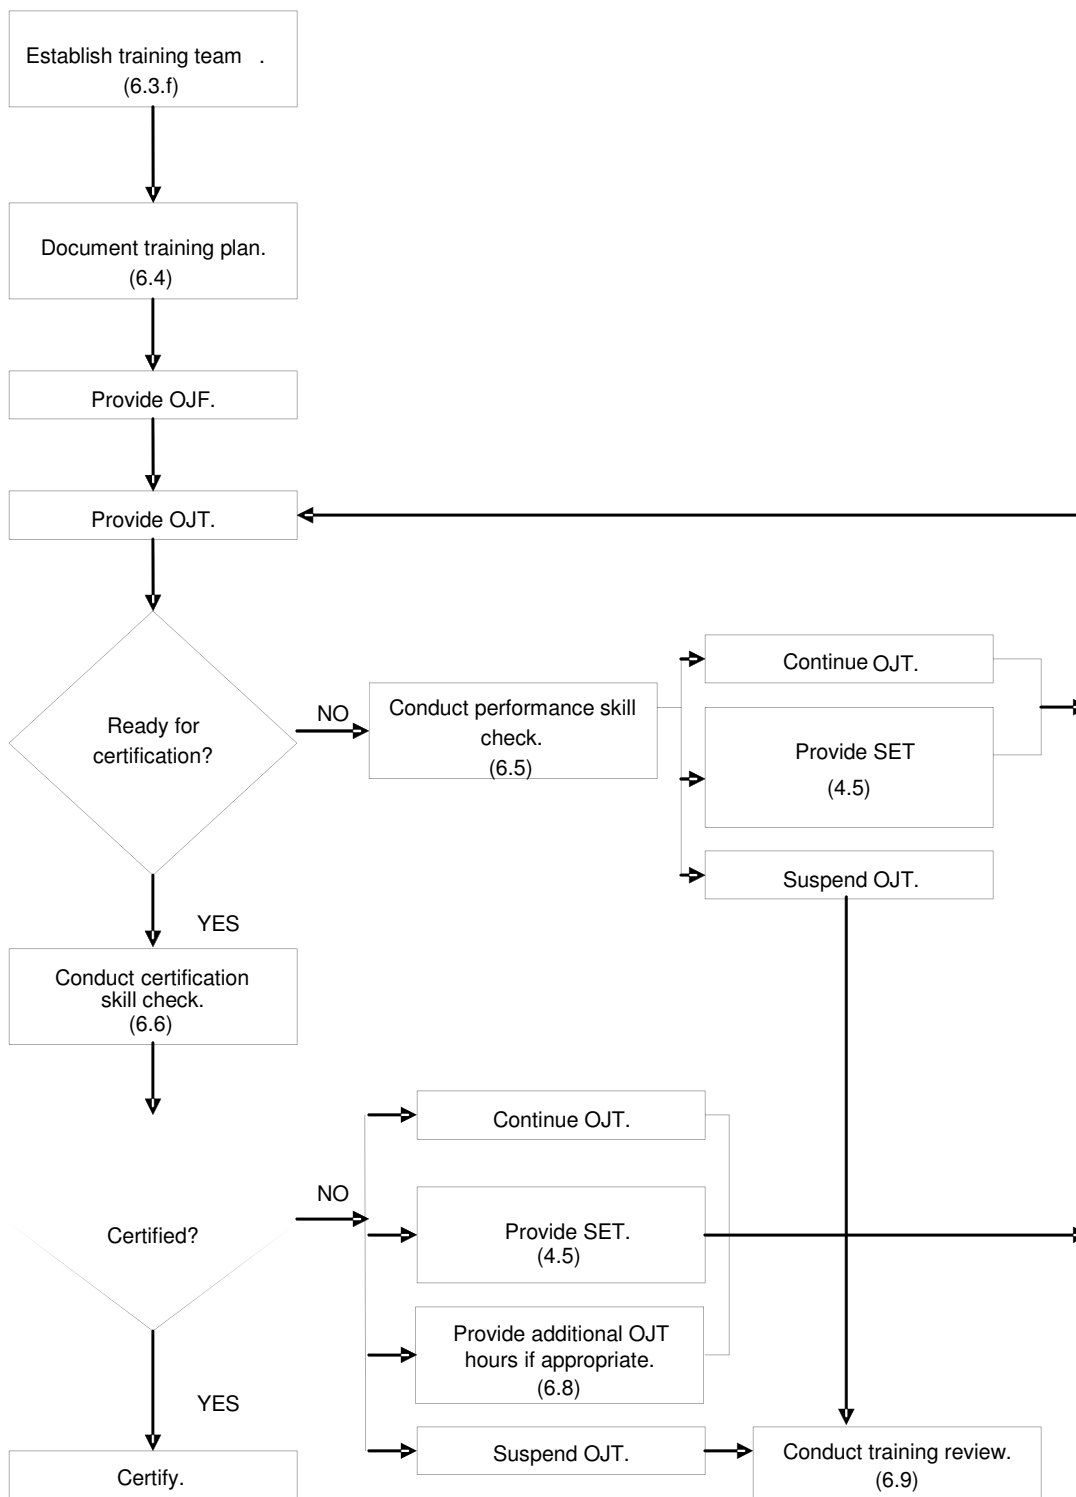 Establish training team .
(6.3.f)
Document training plan.
(6.4)
Provide OJF.
Provide OJT.
Ready for
certification?
NO
Conduct performance skill
check.
(6.5)
Continue OJT.
Provide SET
(4.5)
Suspend OJT.
YES
Conduct certification
skill check.
(6.6)
Certified?
NO
Continue OJT.
Provide SET.
(4.5)
Provide additional OJT
hours if appropriate.
(6.8)
Suspend OJT.
Conduct training review.
(6.9)
YES
Certify.